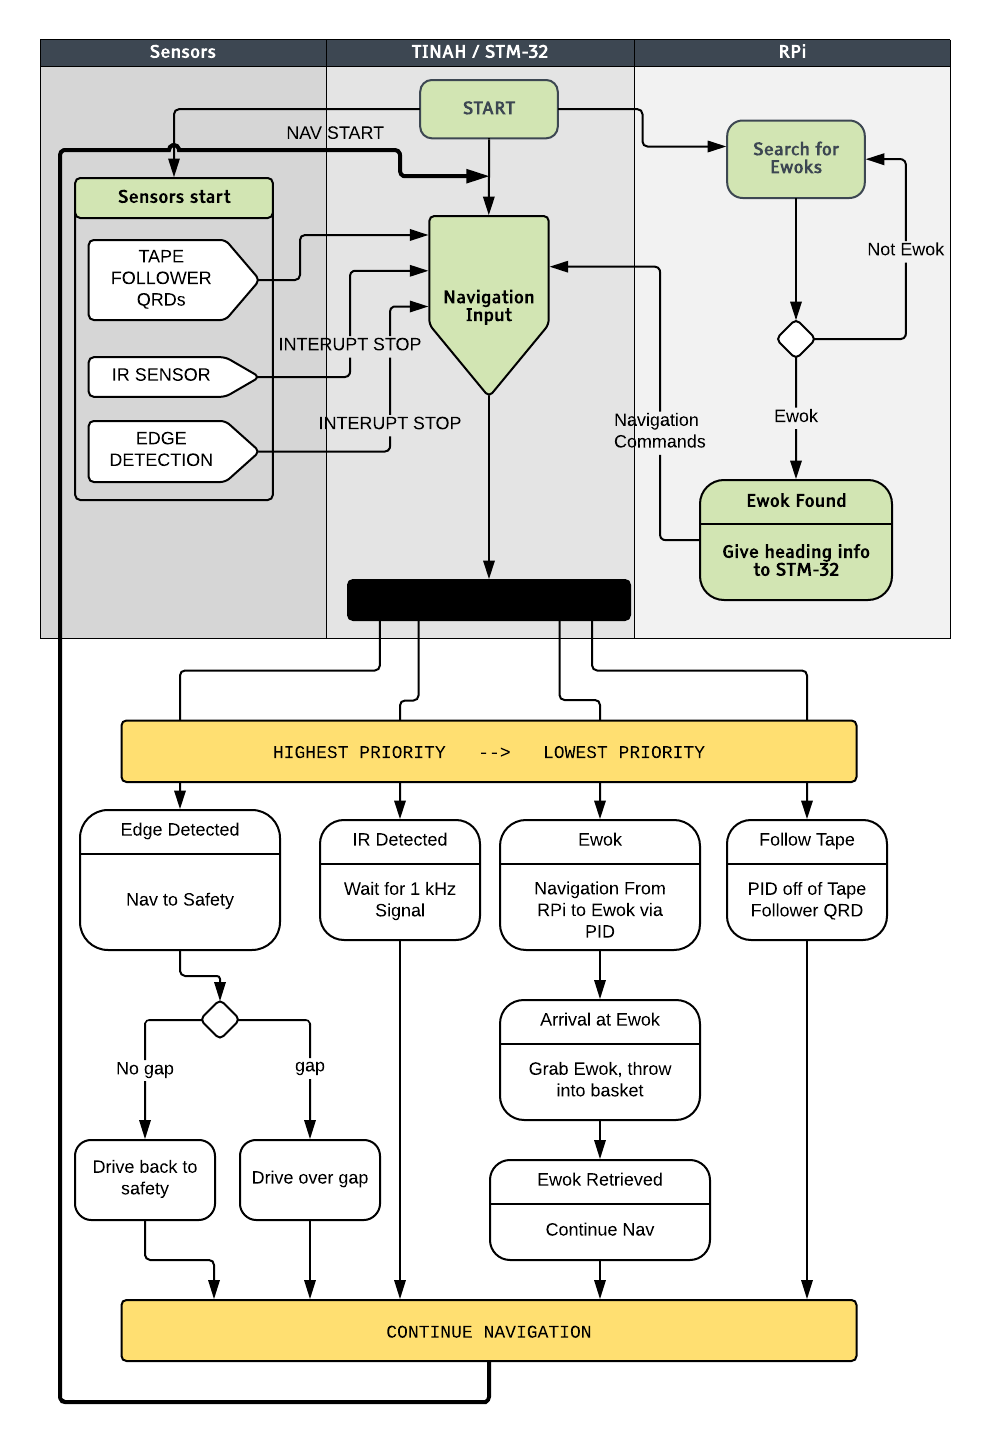 Sensors
TINAH / STM-32
RPi
START
NAV START
Search for
Ewoks
Sensors start
TAPE
FOLLOWER
QRDs
Not Ewok
Navigation
Input
INTERUPT STOP
IR SENSOR
INTERUPT STOP
EDGE
DETECTION
Navigation
Commands
Ewok
Ewok Found
Give heading info
to STM-32
HIGHEST PRIORITY --> LOWEST PRIORITY
Edge Detected
Nav to Safety
IR Detected
Wait for 1 kHz
Signal
Ewok
Navigation From
RPi to Ewok via
PID
Follow Tape
PID off of Tape
Follower QRD
Arrival at Ewok
Grab Ewok, throw
into basket
No gap
gap
Drive back to
safety
Drive over gap
Ewok Retrieved
Continue Nav
CONTINUE NAVIGATION